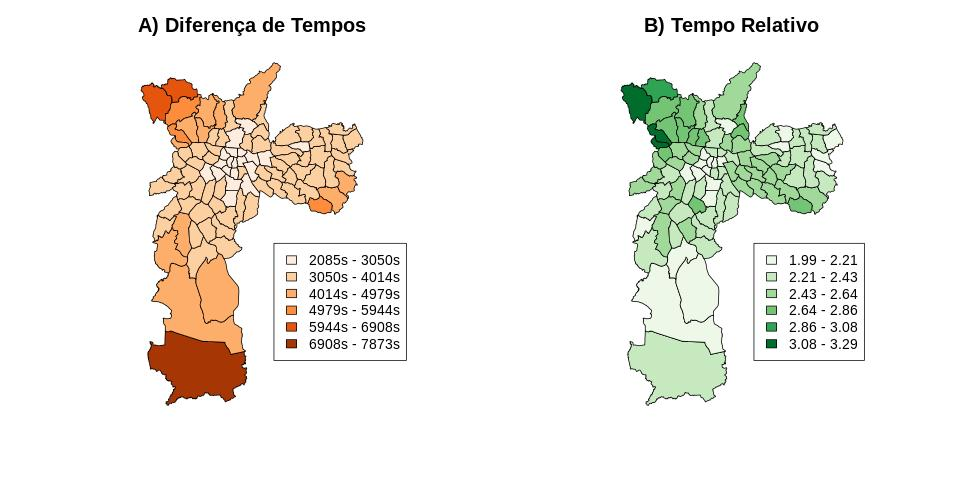 A) Diferença de Tempos
2085s - 3050s
3050s - 4014s
4014s - 4979s
4979s - 5944s
5944s - 6908s
6908s - 7873s
B) Tempo Relativo
1.99 - 2.21
2.21 - 2.43
2.43 - 2.64
2.64 - 2.86
2.86 - 3.08
3.08 - 3.29